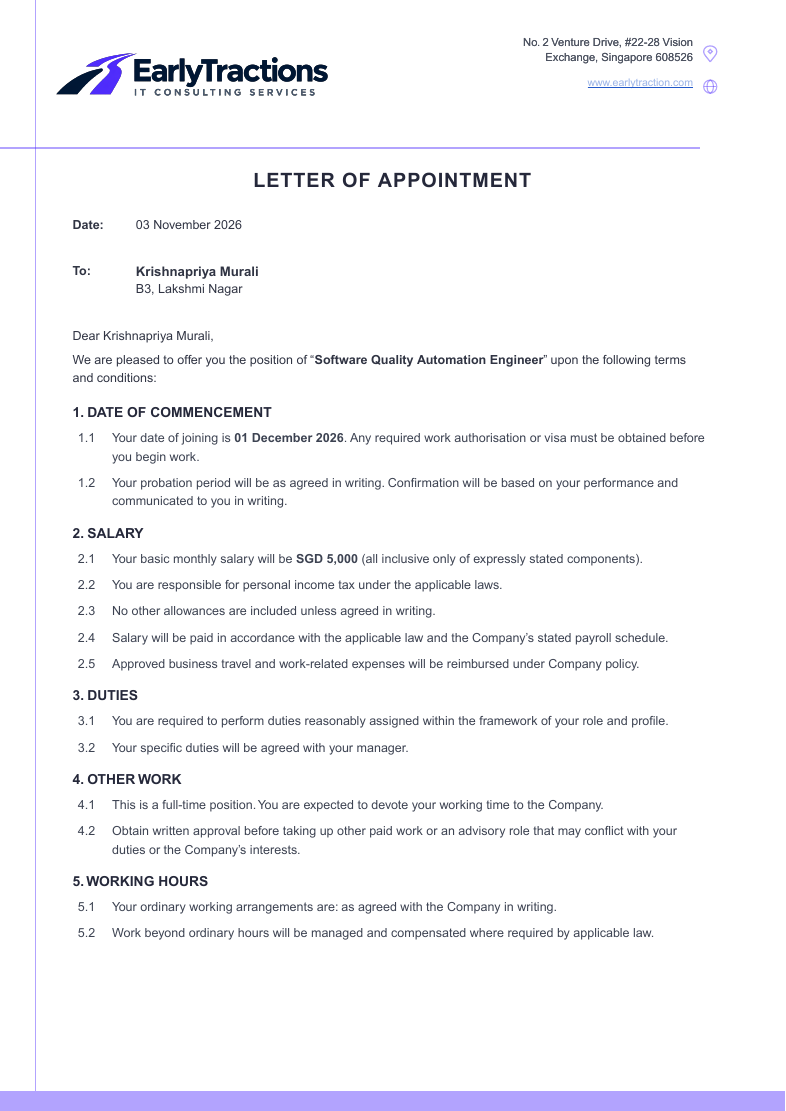 EarlyTractions
IT CONSULTING SERVICES
No. 2 Venture Drive, #22-28 Vision
Exchange, Singapore 608526
www.earlytraction.com
LETTER OF APPOINTMENT
Date: 03 November 2026
To: Krishnapriya Murali
B3, Lakshmi Nagar
Dear Krishnapriya Murali,
We are pleased to offer you the position of “Software Quality Automation Engineer” upon the following terms
and conditions:
1. DATE OF COMMENCEMENT
1.1 Your date of joining is 01 December 2026. Any required work authorisation or visa must be obtained before
you begin work.
1.2 Your probation period will be as agreed in writing. Confirmation will be based on your performance and
communicated to you in writing.
2. SALARY
2.1 Your basic monthly salary will be SGD 5,000 (all inclusive only of expressly stated components).
2.2 You are responsible for personal income tax under the applicable laws.
2.3 No other allowances are included unless agreed in writing.
2.4 Salary will be paid in accordance with the applicable law and the Company’s stated payroll schedule.
2.5 Approved business travel and work-related expenses will be reimbursed under Company policy.
3. DUTIES
3.1 You are required to perform duties reasonably assigned within the framework of your role and profile.
3.2 Your specific duties will be agreed with your manager.
4. OTHER WORK
4.1 This is a full-time position. You are expected to devote your working time to the Company.
4.2 Obtain written approval before taking up other paid work or an advisory role that may conflict with your
duties or the Company’s interests.
5. WORKING HOURS
5.1 Your ordinary working arrangements are: as agreed with the Company in writing.
5.2 Work beyond ordinary hours will be managed and compensated where required by applicable law.